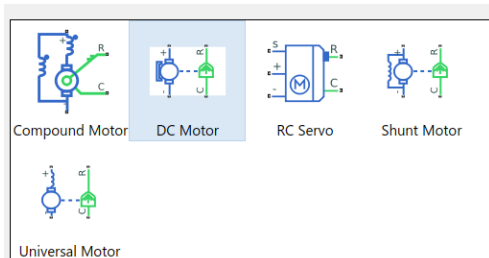 +
R
C
Compound Motor
+
-
R
C
DC Motor
S
+
-
M
R
C
RC Servo
+
-
R
C
Shunt Motor
+
-
R
C
Universal Motor